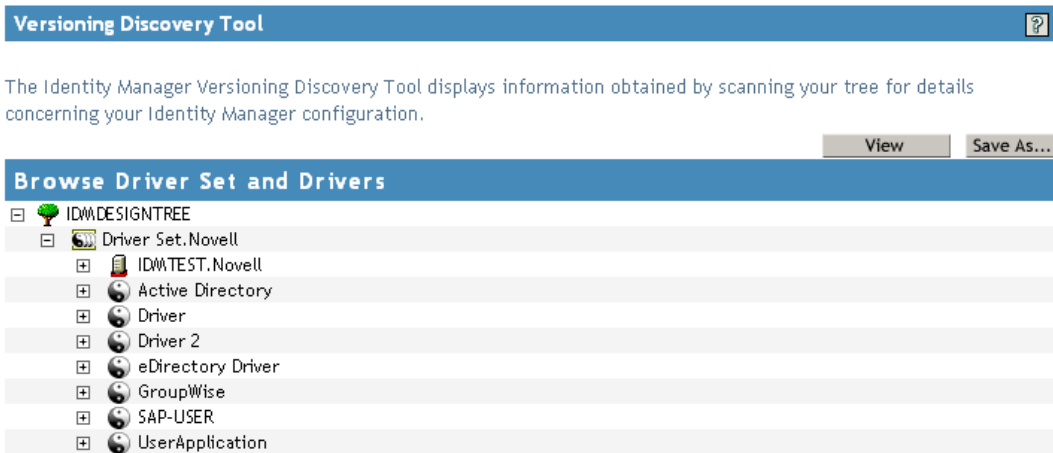 Versioning Discovery Tool
?
The Identity Manager Versioning Discovery Tool displays information obtained by scanning your tree for details
concerning your Identity Manager configuration.
View Save As...
Browse Driver Set and Drivers
IDMDESIGNTREE
Driver Set.Novell
IDMTEST.Novell
Active Directory
Driver
Driver 2
eDirectory Driver
GroupWise
SAP-USER
UserApplication